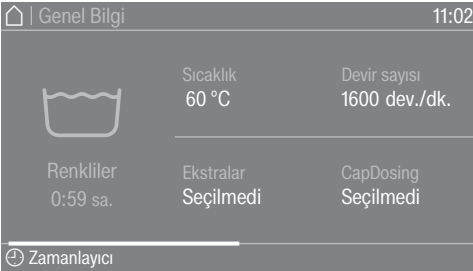 Genel Bilgi 11:02
Sıcaklık
60 °C
Devir sayısı
1600 dev./dk.
Renkliler
0:59 sa.
Ekstralar
Seçilmedi
CapDosing
Seçilmedi
Zamanlayıcı